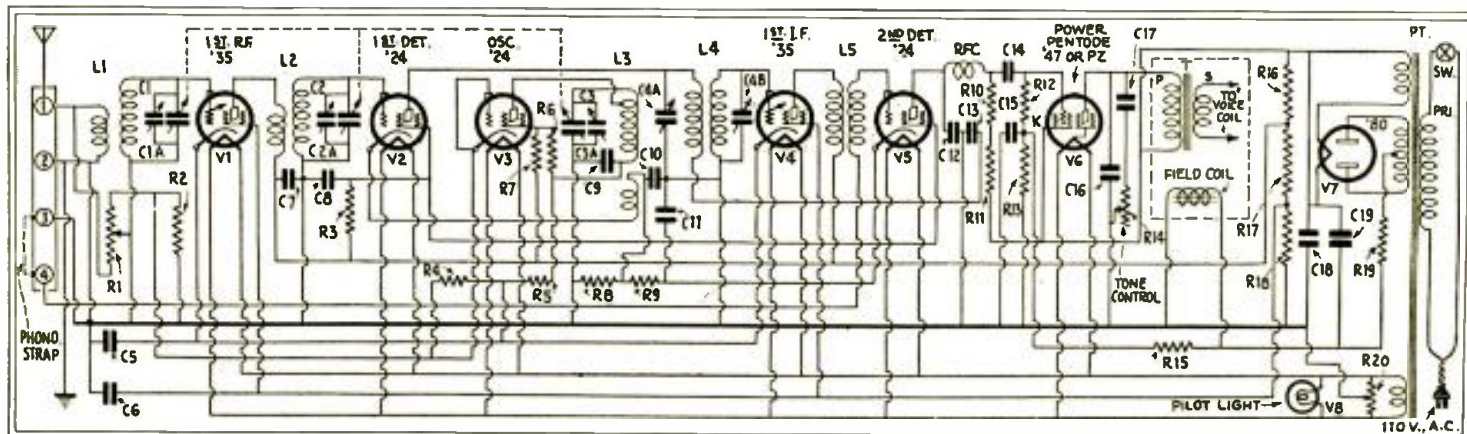 1ST. R.F.
'35
1ST DET.
'24
OSC.
'24
1ST. I.F.
'35
2ND DET.
'24
POWER
PENTODE
'47 OR PZ
PT.
L1
C1
C1A
R2
V1
L2
C2
C2A
V2
V3
R6
C3
C3A
L3
C4A
L4
C4B
V4
L5
V5
RFC
C14
R10
C13
C12
C15
R12
K
V6
C17
P
S
TO
VOICE
COIL
R16
'80
V7
SW.
PRI.
1
2
3
4
R1
C7
C8
R3
R7
C9
C10
C11
R4
R5
R8
R9
R11
R13
C16
R14
TONE
CONTROL
FIELD COIL
R17
R18
C18
C19
R19
PHONO
STRAP
C5
C6
R15
R20
PILOT LIGHT
V8
110 V., A.C.